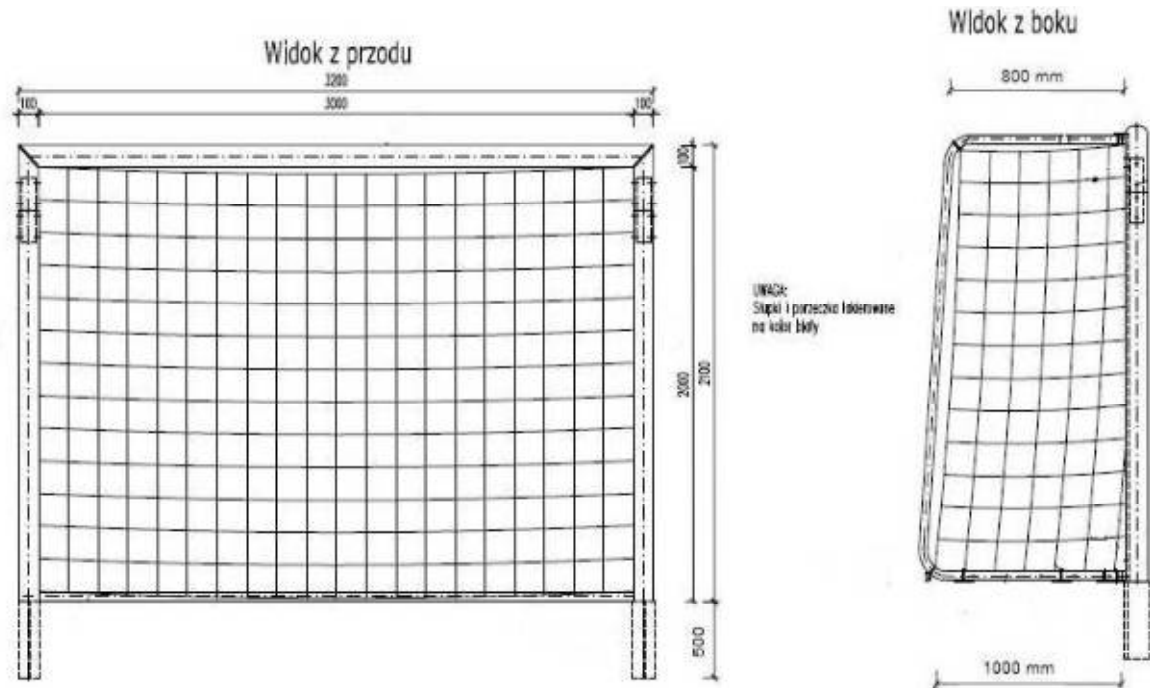 Widok z przodu
3200
100
3000
100
100
2000
2100
500
UWAGA:
Słupki i porzeczka lakierowane
na kolor biały
Widok z boku
800 mm
1000 mm